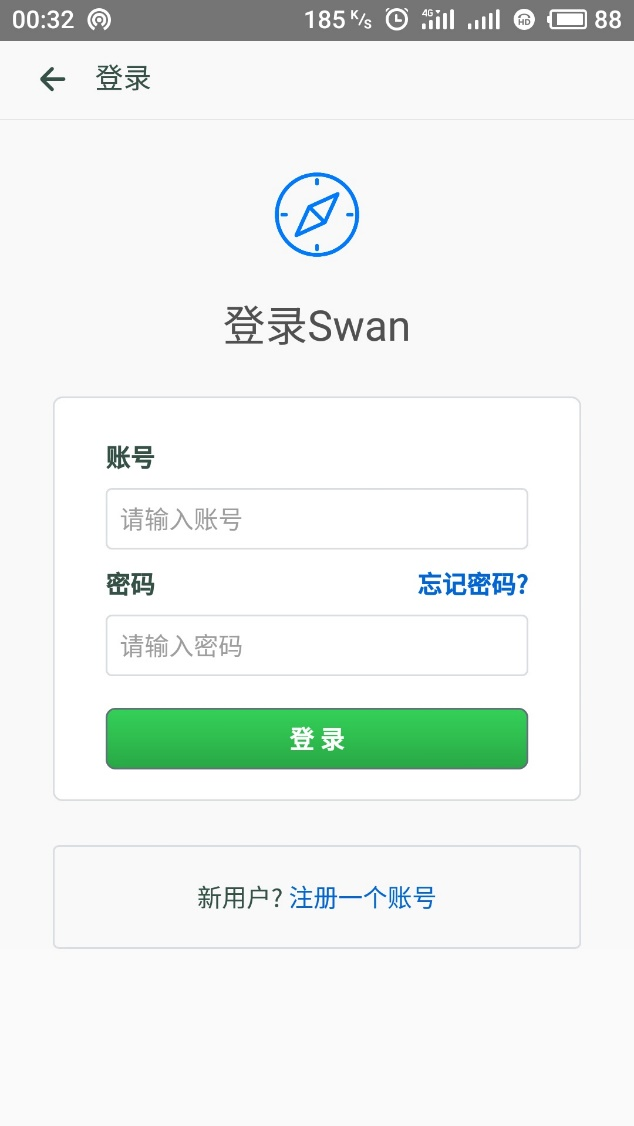 00:32 185 K/s 4G HD 88
登录
登录Swan
账号
请输入账号
密码 忘记密码?
请输入密码
登 录
新用户? 注册一个账号